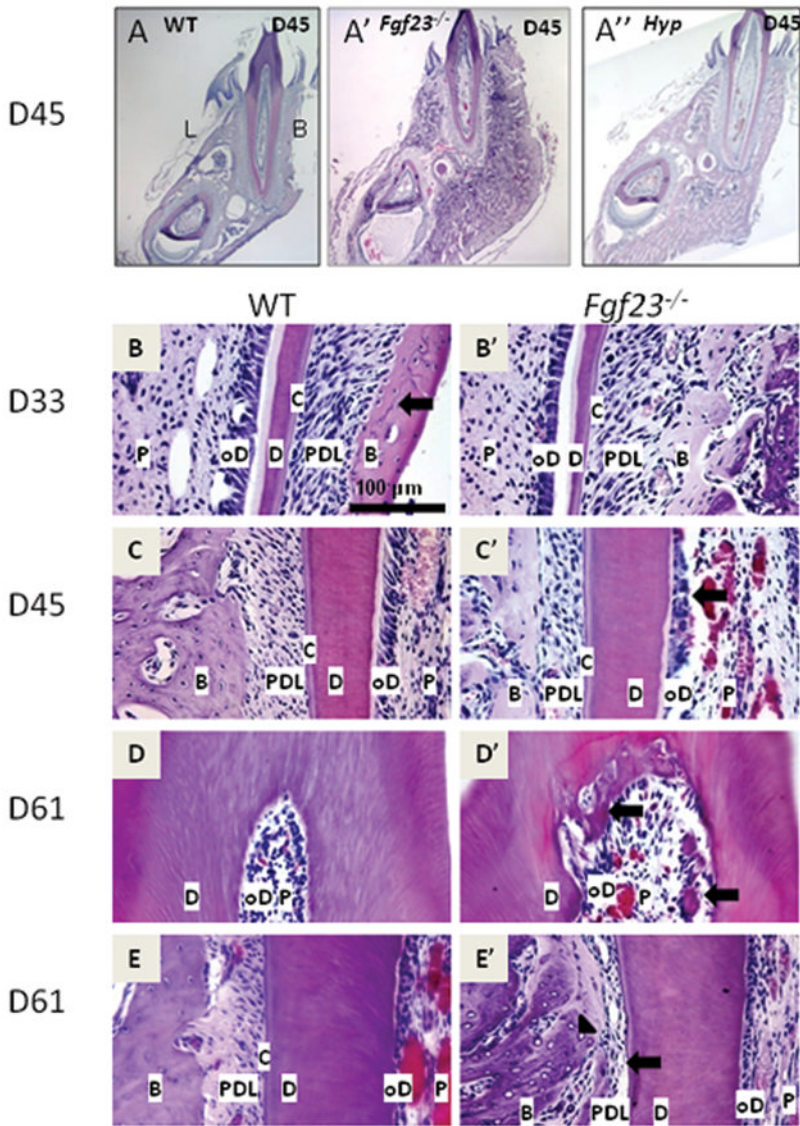 D45
A WT D45
A' Fgf23-/- D45
A'' Hyp D45
L B
WT Fgf23-/-
D33
B
P oD D C PDL B
100 µm
B'
P oD D C PDL B
D45
C
B PDL C D oD P
C'
B PDL C D oD P
D61
D
D oD P
D'
D oD P
D61
E
B PDL C D oD P
E'
B PDL D oD P